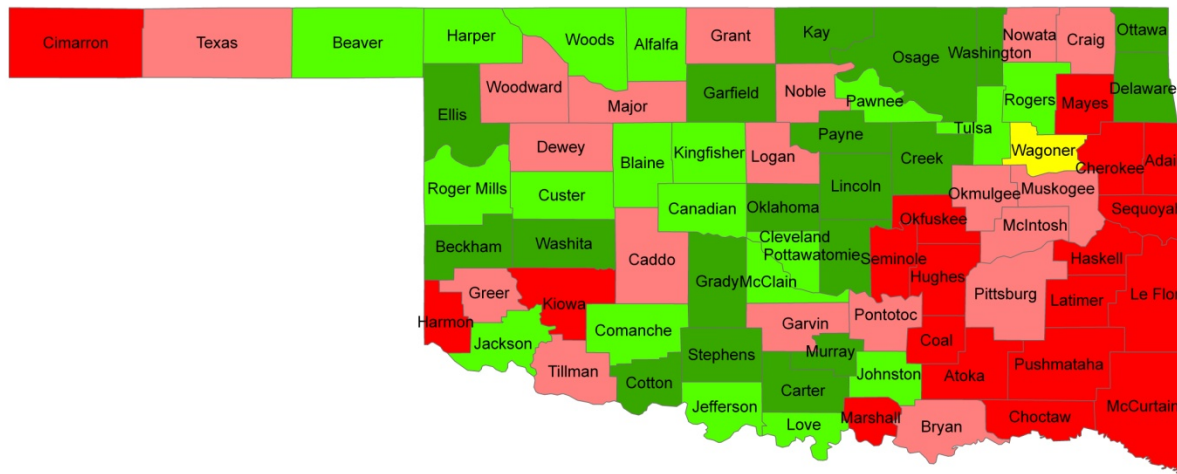 Cimarron
Texas
Beaver
Harper
Woods
Alfalfa
Grant
Kay
Osage
Washington
Nowata
Craig
Ottawa
Woodward
Major
Garfield
Noble
Pawnee
Rogers
Mayes
Delaware
Ellis
Dewey
Blaine
Kingfisher
Logan
Payne
Creek
Tulsa
Wagoner
Cherokee
Adai
Roger Mills
Custer
Canadian
Oklahoma
Lincoln
Okfuskee
Okmulgee
Muskogee
Sequoyal
Beckham
Washita
Caddo
Grady
Cleveland
McClain
Pottawatomie
Seminole
Hughes
McIntosh
Haskell
Greer
Kiowa
Harmon
Jackson
Comanche
Garvin
Pontotoc
Pittsburg
Latimer
Le Flor
Tillman
Cotton
Stephens
Murray
Carter
Johnston
Coal
Atoka
Pushmataha
McCurtain
Jefferson
Love
Marshall
Bryan
Choctaw